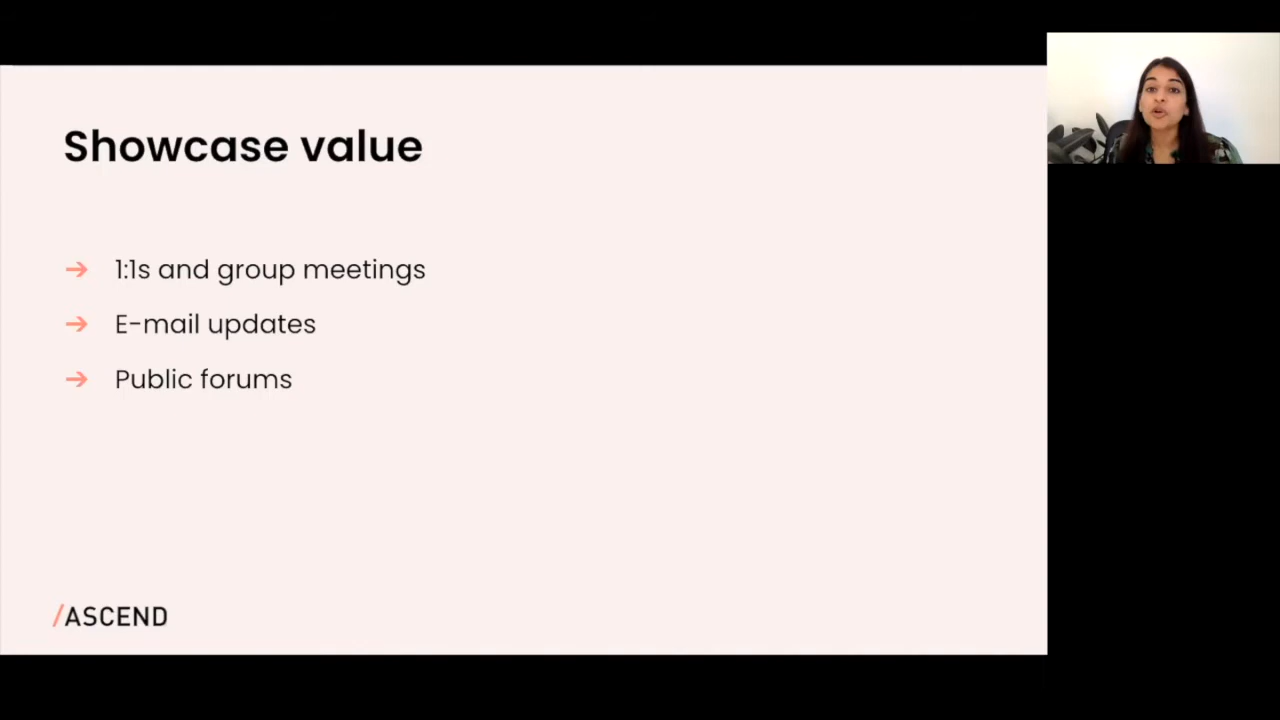 Showcase value
→ 1:1s and group meetings
→ E-mail updates
→ Public forums
/ASCEND